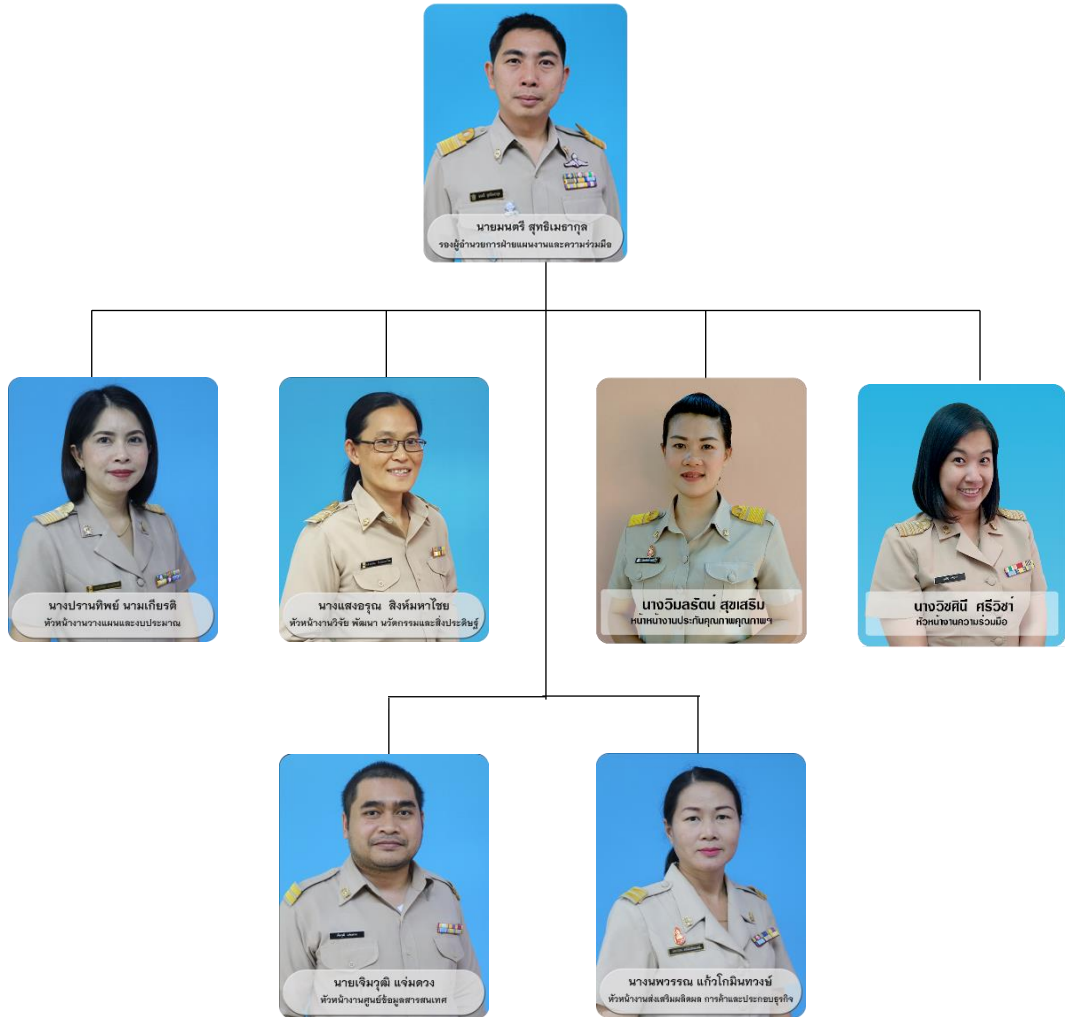 นายมนตรี สุทธิเมธากุล
รองผู้อำนวยการฝ่ายแผนงานและความร่วมมือ
นางปรานทิพย์ นามเกียรติ
หัวหน้างานวางแผนและงบประมาณ
นางแสงอรุณ สิงห์มหาไชย
หัวหน้างานวิจัย พัฒนา นวัตกรรมและสิ่งประดิษฐ์
นางวิมลรัตน์ สุขเสริม
หน้าหน้างานประกันคุณภาพคุณภาพฯ
นางวิชศินี ศรีวิชา
หัวหน้างานความร่วมมือ
นายเจิมวุฒิ แจ่มดวง
หัวหน้างานศูนย์ข้อมูลสารสนเทศ
นางนพวรรณ แก้วโกมินทวงษ์
หัวหน้างานส่งเสริมผลิตผล การค้าและประกอบธุรกิจ